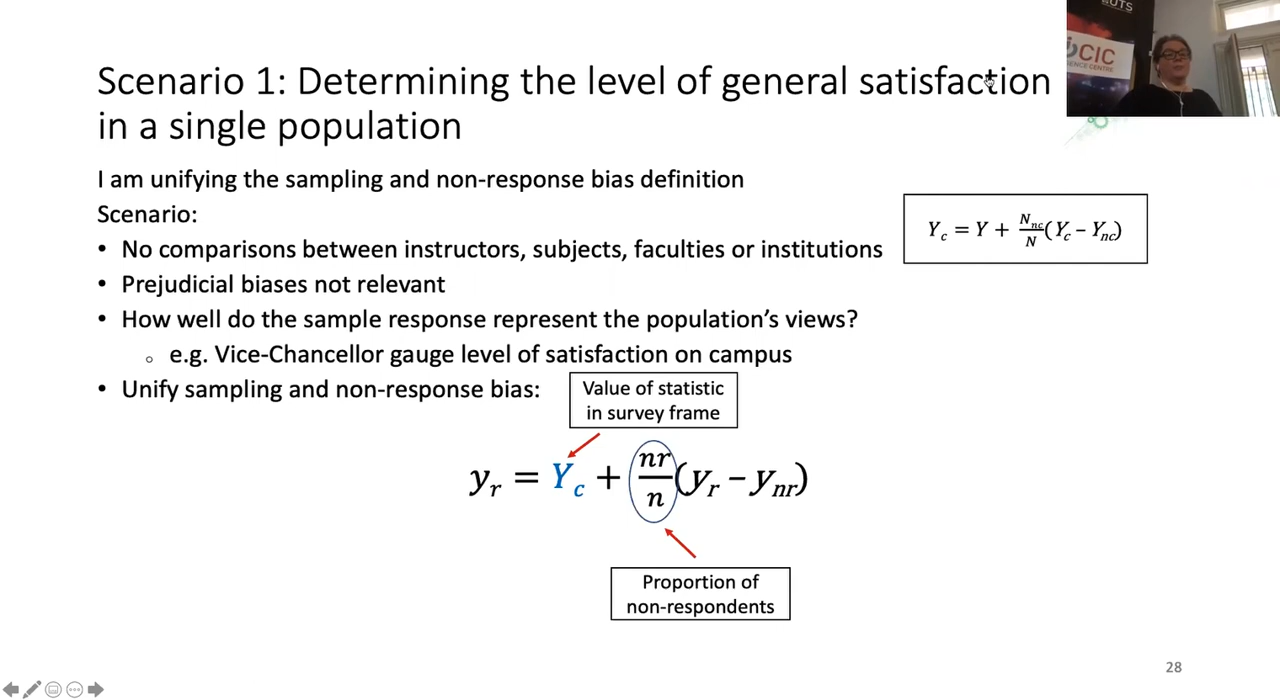 UTS
CIC
Scenario 1: Determining the level of general satisfaction
in a single population
I am unifying the sampling and non-response bias definition
Scenario:
• No comparisons between instructors, subjects, faculties or institutions
Y_c = Y + N_nc/N (Y_c - Y_nc)
• Prejudicial biases not relevant
• How well do the sample response represent the population's views?
◦ e.g. Vice-Chancellor gauge level of satisfaction on campus
• Unify sampling and non-response bias:
Value of statistic
in survey frame
y_r = Y_c + nr/n (y_r - y_nr)
Proportion of
non-respondents
28